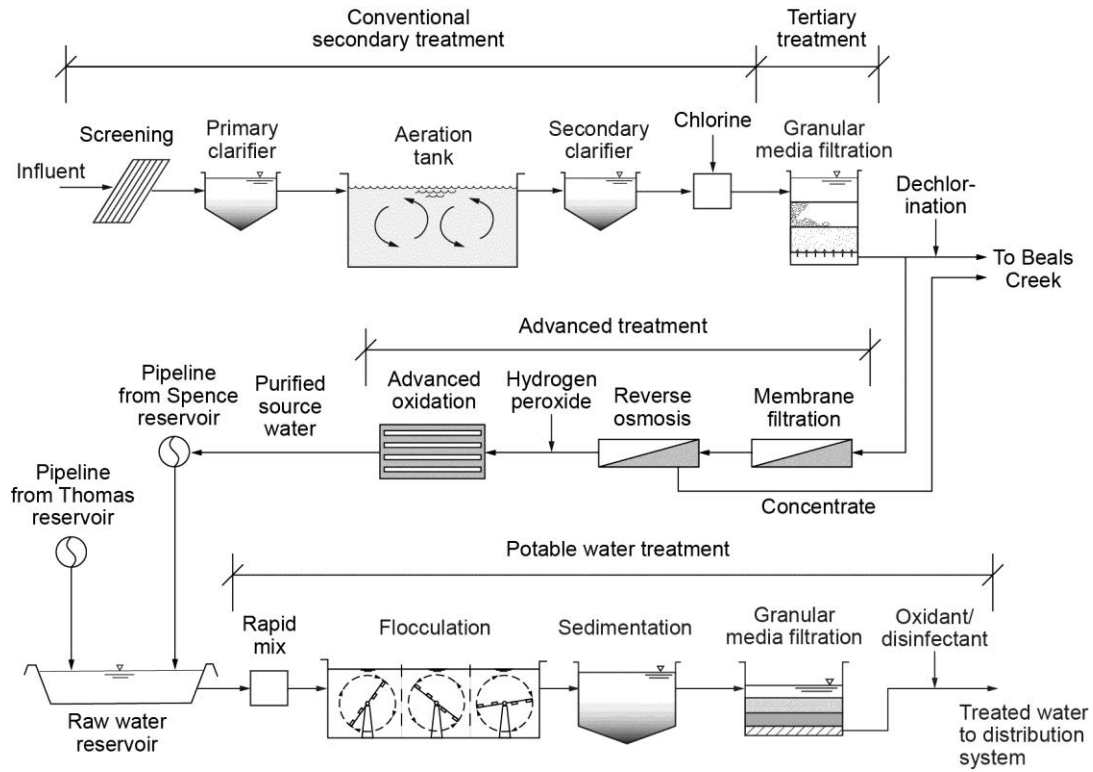 Conventional
secondary treatment
Tertiary
treatment
Influent
Screening
Primary
clarifier
Aeration
tank
Secondary
clarifier
Chlorine
Granular
media filtration
Dechlor-
ination
To Beals
Creek
Advanced treatment
Pipeline
from Spence
reservoir
Purified
source
water
Advanced
oxidation
Hydrogen
peroxide
Reverse
osmosis
Membrane
filtration
Concentrate
Pipeline
from Thomas
reservoir
Potable water treatment
Raw water
reservoir
Rapid
mix
Flocculation
Sedimentation
Granular
media filtration
Oxidant/
disinfectant
Treated water
to distribution
system